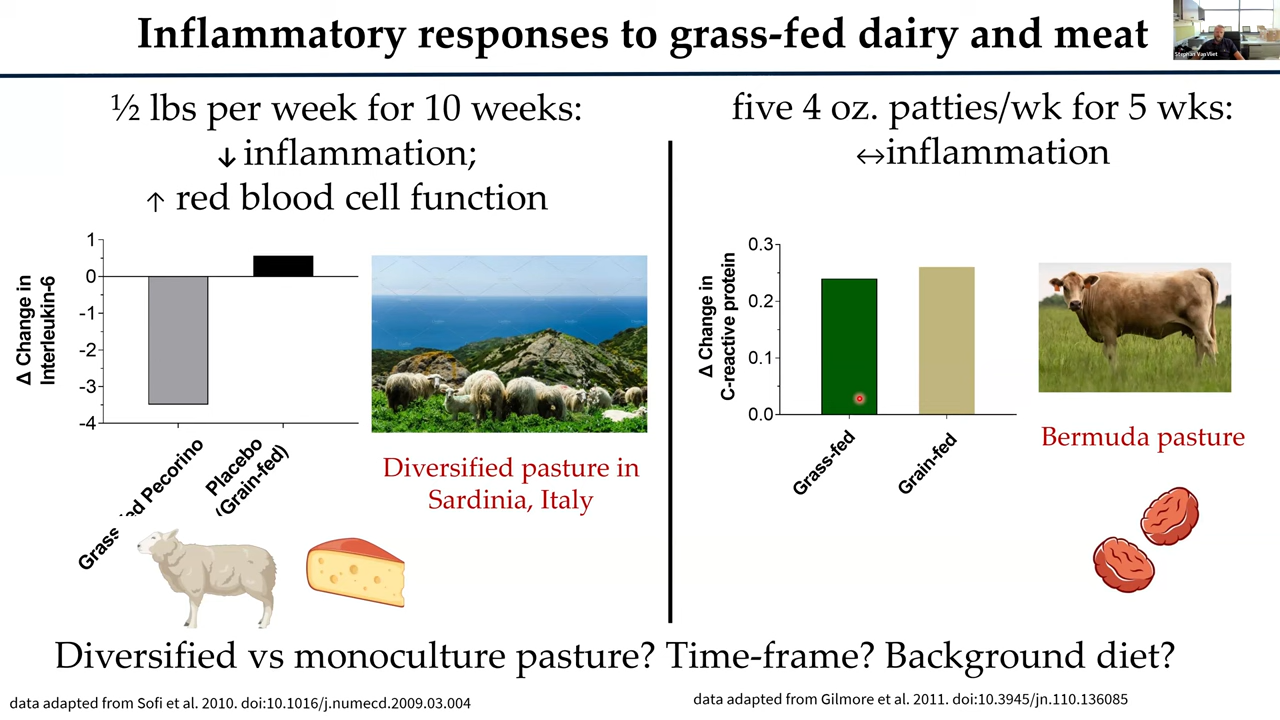 Inflammatory responses to grass-fed dairy and meat
Stephan VanVliet
½ lbs per week for 10 weeks:
↓ inflammation;
↑ red blood cell function
Δ Change in
Interleukin-6
1
0
-1
-2
-3
-4
Grass ed Pecorino
Placebo
(Grain-fed)
Diversified pasture in
Sardinia, Italy
five 4 oz. patties/wk for 5 wks:
↔inflammation
Δ Change in
C-reactive protein
0.3
0.2
0.1
0.0
Grass-fed
Grain-fed
Bermuda pasture
Diversified vs monoculture pasture? Time-frame? Background diet?
data adapted from Sofi et al. 2010. doi:10.1016/j.numecd.2009.03.004
data adapted from Gilmore et al. 2011. doi:10.3945/jn.110.136085